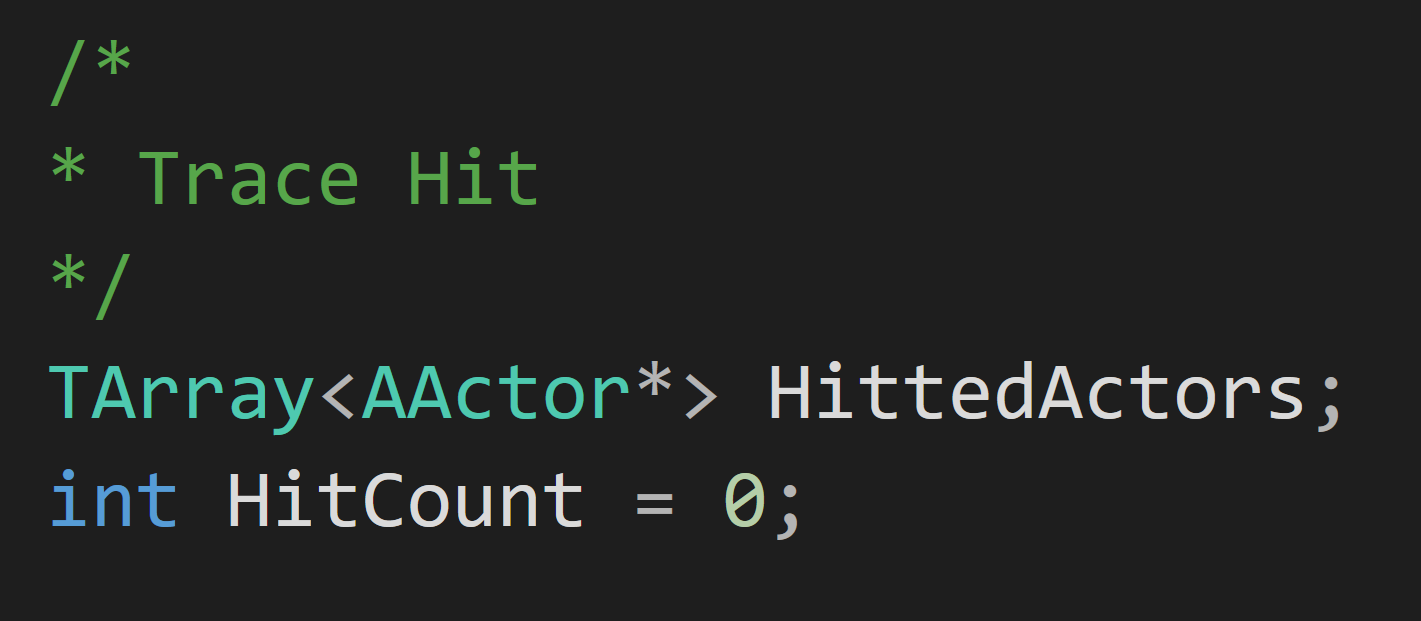 /*
* Trace Hit
*/
TArray<AActor*> HittedActors;
int HitCount = 0;